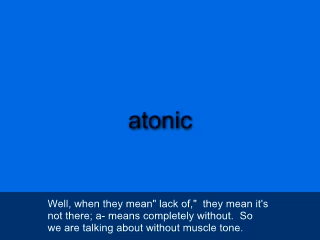 atonic
Well, when they mean" lack of,"  they mean it's
not there; a- means completely without.  So
we are talking about without muscle tone.